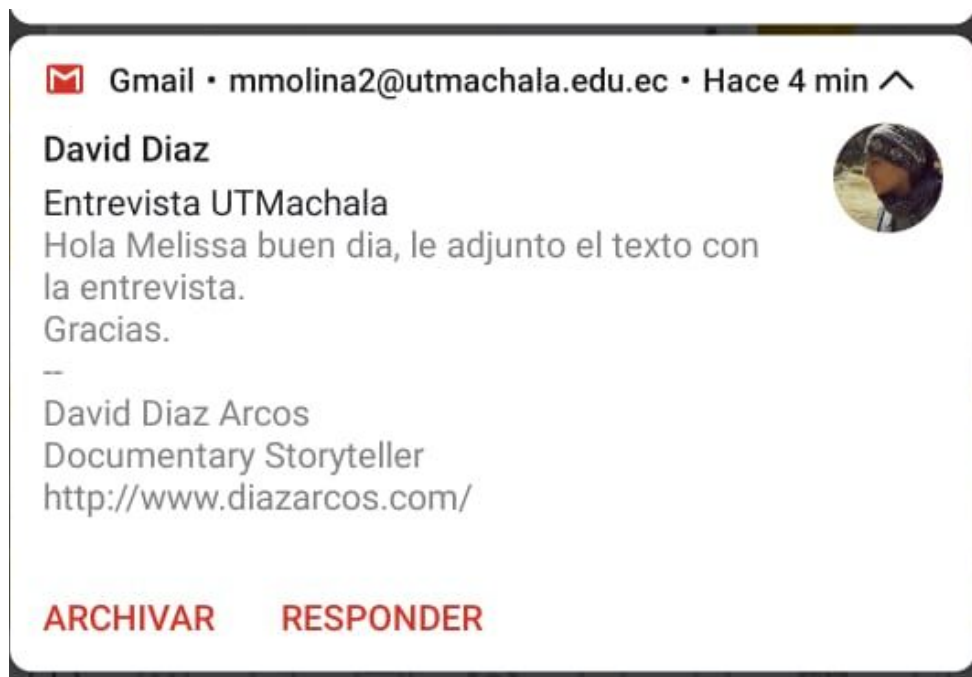 Gmail • mmolina2@utmachala.edu.ec • Hace 4 min
David Diaz
Entrevista UTMachala
Hola Melissa buen dia, le adjunto el texto con
la entrevista.
Gracias.
--
David Diaz Arcos
Documentary Storyteller
http://www.diazarcos.com/
ARCHIVAR RESPONDER